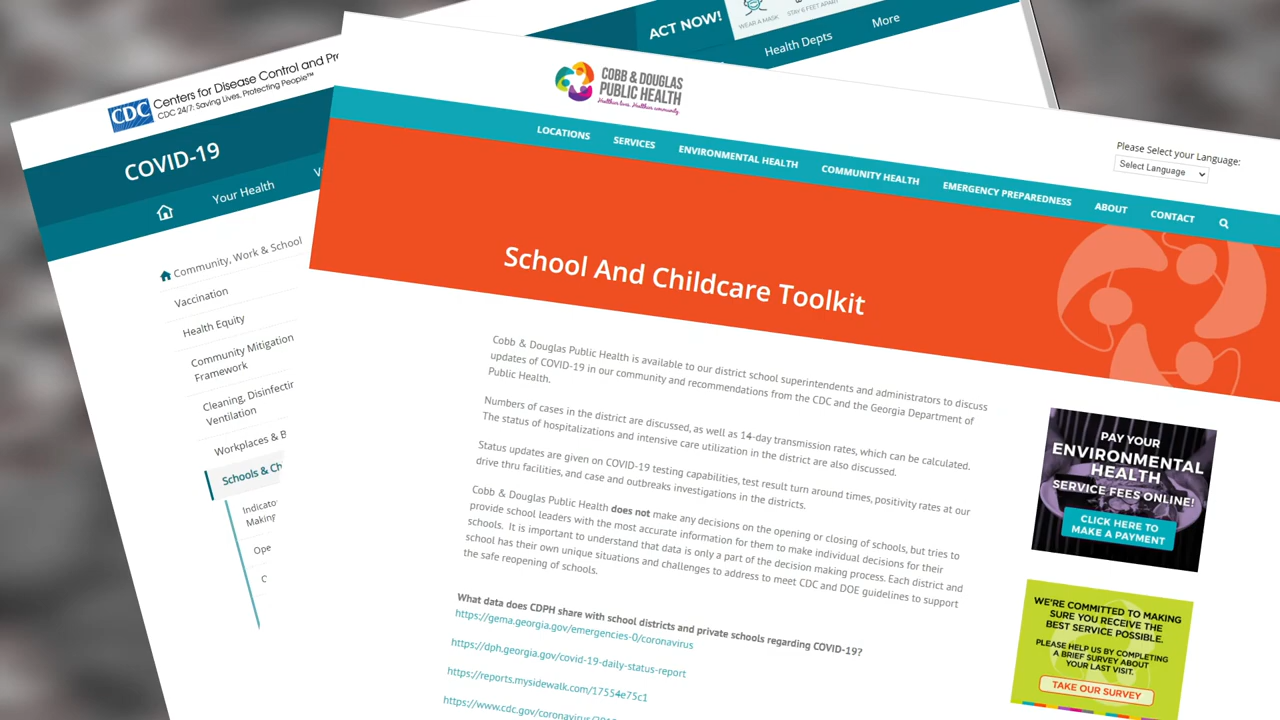 ACT NOW!
WEAR A MASK
STAY 6 FEET APART
Health Depts
More
CDC
Centers for Disease Control and
CDC 24/7: Saving Lives, Protecting People™
COVID-19
Your Health
Community, Work & School
Vaccination
Health Equity
Community Mitigation
Framework
Cleaning,
Ventilation
Workplaces &
Schools &
COBB & DOUGLAS
PUBLIC HEALTH
Healthier lives. Healthier community.
Please Select your Language:
Select Language
LOCATIONS
SERVICES
ENVIRONMENTAL HEALTH
COMMUNITY HEALTH
EMERGENCY PREPAREDNESS
ABOUT
CONTACT
School And Childcare Toolkit
Cobb & Douglas Public Health is available to our district school superintendents and administrators to discuss
updates of COVID-19 in our community and recommendations from the CDC and the Georgia Department of
Public Health.
Numbers of cases in the district are discussed, as well as 14-day transmission rates, which can be calculated.
The status of hospitalizations and intensive care utilization in the district are also discussed.
Status updates are given on COVID-19 testing capabilities, test result turn around times, positivity rates at our
drive thru facilities, and case and outbreaks investigations in the districts.
Cobb & Douglas Public Health does not make any decisions on the opening or closing of schools, but tries to
provide school leaders with the most accurate information for them to make individual decisions for their
schools. It is important to understand that data is only a part of the decision making process. Each district and
school has their own unique situations and challenges to address to meet CDC and DOE guidelines to support
the safe reopening of schools.
What data does CDPH share with school districts and private schools regarding COVID-19?
https://gema.georgia.gov/emergencies-0/coronavirus
https://dph.georgia.gov/covid-19-daily-status-report
https://reports.mysidewalk.com/17554e75c1
PAY YOUR
ENVIRONMENTAL
HEALTH
SERVICE FEES ONLINE!
CLICK HERE TO
MAKE A PAYMENT
WE'RE COMMITTED TO MAKING
SURE YOU RECEIVE THE
BEST SERVICE POSSIBLE.
PLEASE HELP US BY COMPLETING
A BRIEF SURVEY ABOUT
YOUR LAST VISIT.
TAKE OUR SURVEY